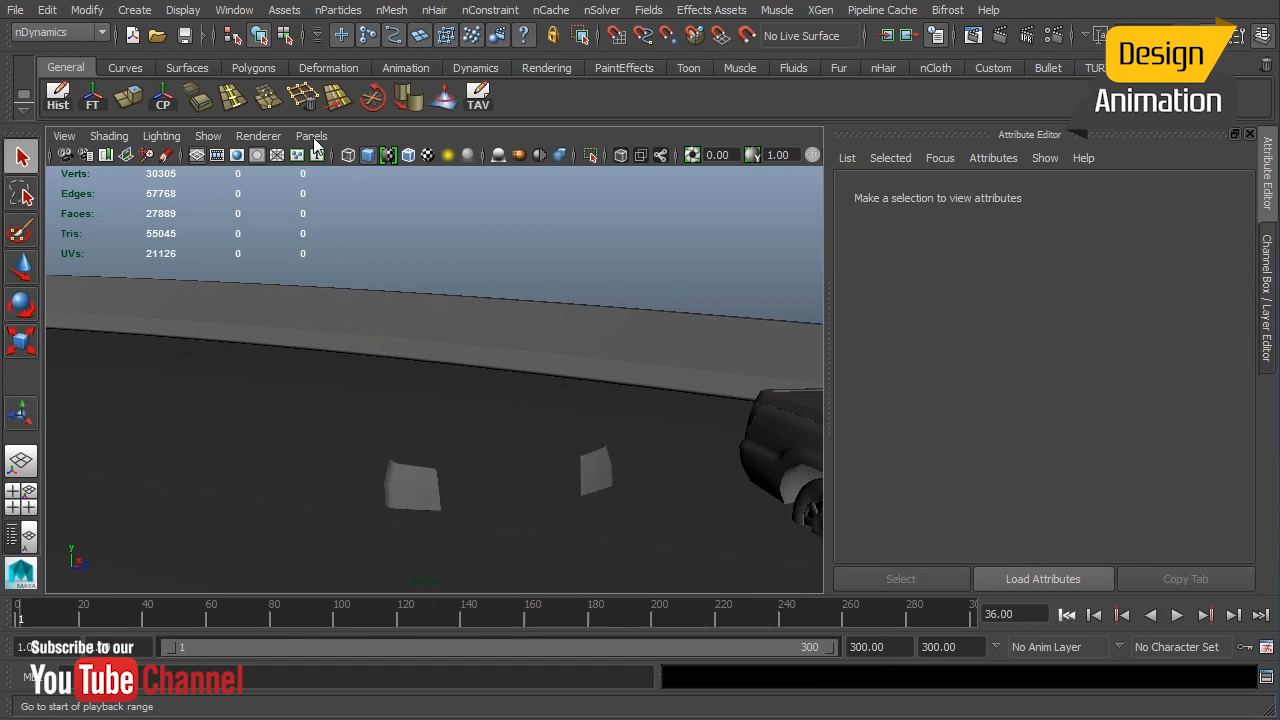 File Edit Modify Create Display Window Assets nParticles nMesh nHair nConstraint nCache nSolver Fields Effects Assets Muscle XGen Pipeline Cache Bifrost Help
nDynamics No Live Surface
Design
Animation
General Curves Surfaces Polygons Deformation Animation Dynamics Rendering PaintEffects Toon Muscle Fluids Fur nHair nCloth Custom Bullet TUR
Hist FT CP TAV
View Shading Lighting Show Renderer Panels
0.00 1.00
Attribute Editor
List Selected Focus Attributes Show Help
Make a selection to view attributes
Attribute Editor
Channel Box / Layer Editor
Verts: 30305 0 0
Edges: 57768 0 0
Faces: 27889 0 0
Tris: 55045 0 0
UVs: 21126 0 0
y
MAYA
Select Load Attributes Copy Tab
0 20 40 60 80 100 120 140 160 180 200 220 240 260 280
1
36.00
1 300 300.00 300.00 No Anim Layer No Character Set
Subscribe to our
YouTube Channel
Go to start of playback range